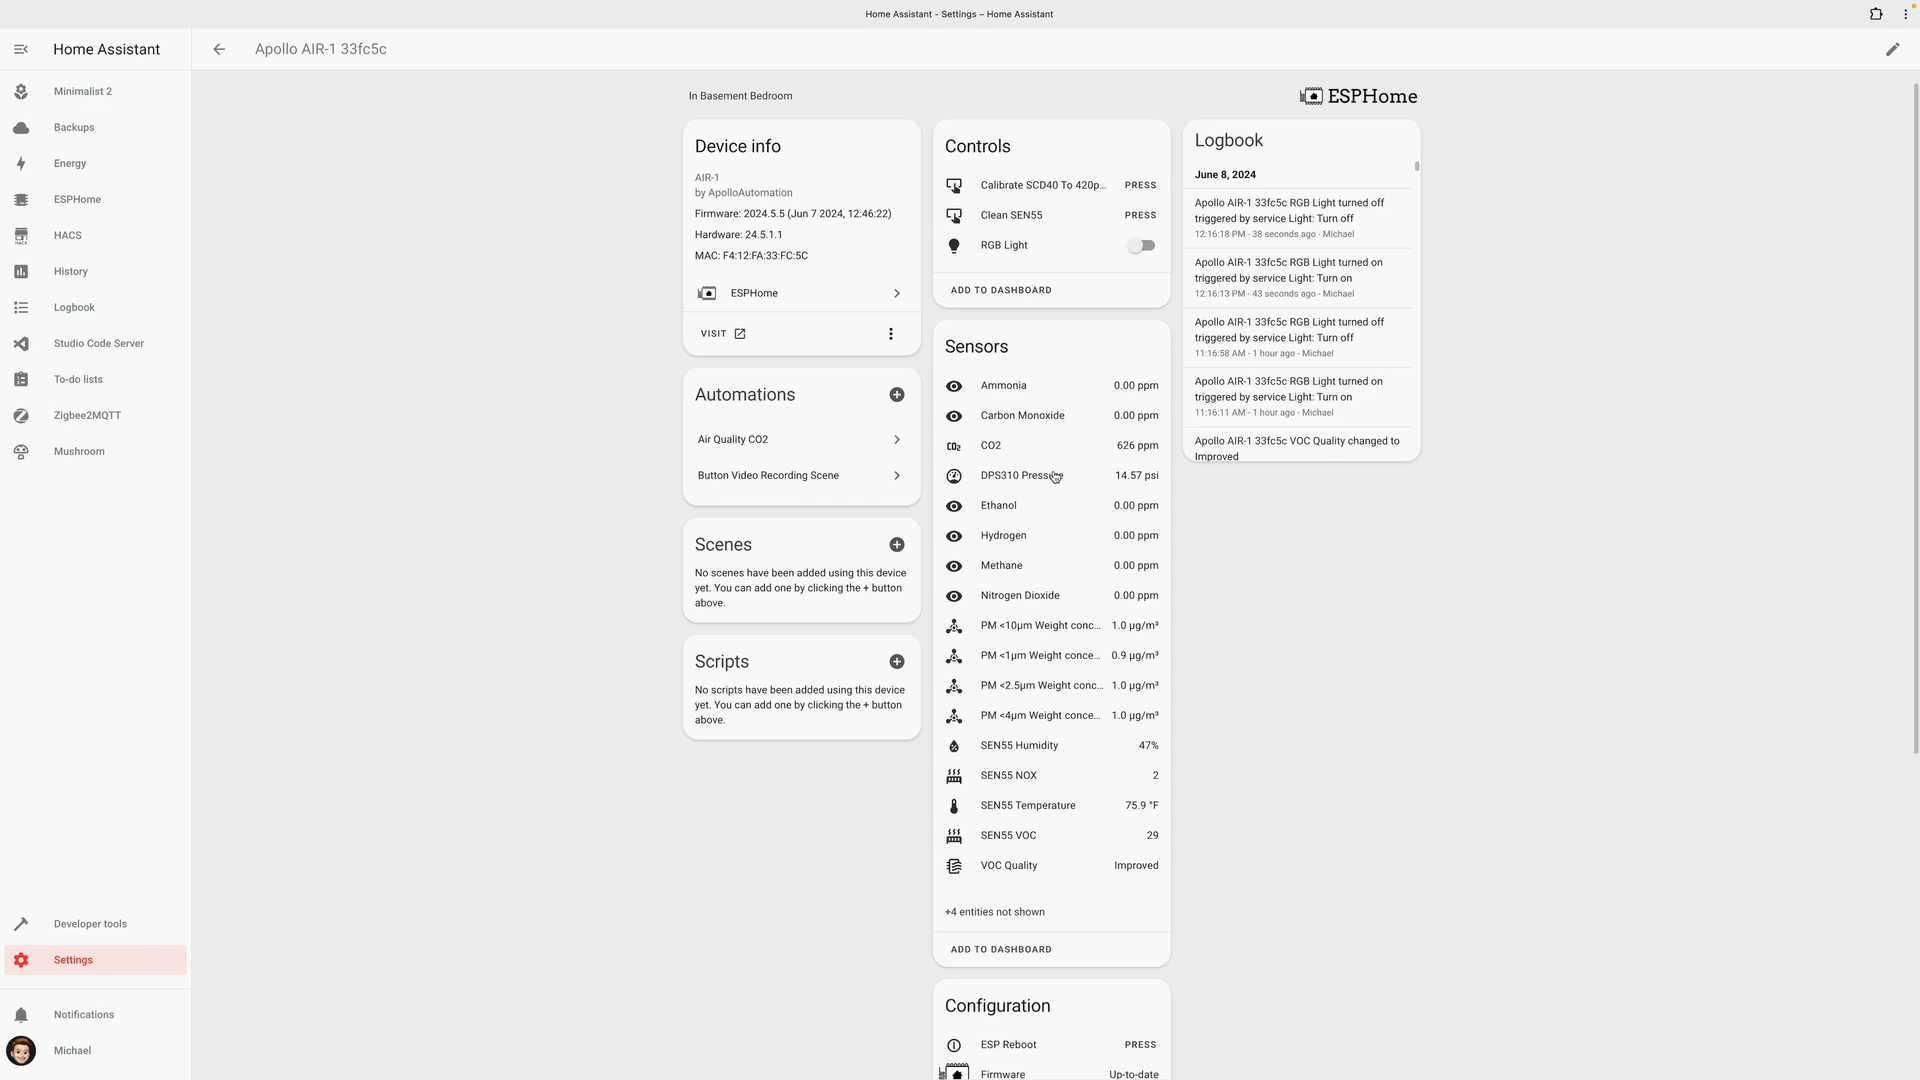 Home Assistant - Settings – Home Assistant
Home Assistant
Apollo AIR-1 33fc5c
Minimalist 2
Backups
Energy
ESPHome
HACS
HACS
History
Logbook
Studio Code Server
To-do lists
Zigbee2MQTT
Mushroom
Developer tools
Settings
Notifications
Michael
In Basement Bedroom
ESPHome
Device info
AIR-1
by ApolloAutomation
Firmware: 2024.5.5 (Jun 7 2024, 12:46:22)
Hardware: 24.5.1.1
MAC: F4:12:FA:33:FC:5C
ESPHome
VISIT
Automations
Air Quality CO2
Button Video Recording Scene
Scenes
No scenes have been added using this device
yet. You can add one by clicking the + button
above.
Scripts
No scripts have been added using this device
yet. You can add one by clicking the + button
above.
Controls
Calibrate SCD40 To 420p... PRESS
Clean SEN55 PRESS
RGB Light
ADD TO DASHBOARD
Sensors
Ammonia 0.00 ppm
Carbon Monoxide 0.00 ppm
CO2 CO2 626 ppm
DPS310 Pressure 14.57 psi
Ethanol 0.00 ppm
Hydrogen 0.00 ppm
Methane 0.00 ppm
Nitrogen Dioxide 0.00 ppm
PM <10µm Weight conc... 1.0 µg/m³
PM <1µm Weight conce... 0.9 µg/m³
PM <2.5µm Weight conc... 1.0 µg/m³
PM <4µm Weight conce... 1.0 µg/m³
SEN55 Humidity 47%
SEN55 NOX 2
SEN55 Temperature 75.9 °F
SEN55 VOC 29
VOC Quality Improved
+4 entities not shown
ADD TO DASHBOARD
Configuration
ESP Reboot PRESS
Firmware Up-to-date
Logbook
June 8, 2024
Apollo AIR-1 33fc5c RGB Light turned off
triggered by service Light: Turn off
12:16:18 PM - 38 seconds ago - Michael
Apollo AIR-1 33fc5c RGB Light turned on
triggered by service Light: Turn on
12:16:13 PM - 43 seconds ago - Michael
Apollo AIR-1 33fc5c RGB Light turned off
triggered by service Light: Turn off
11:16:58 AM - 1 hour ago - Michael
Apollo AIR-1 33fc5c RGB Light turned on
triggered by service Light: Turn on
11:16:11 AM - 1 hour ago - Michael
Apollo AIR-1 33fc5c VOC Quality changed to
Improved